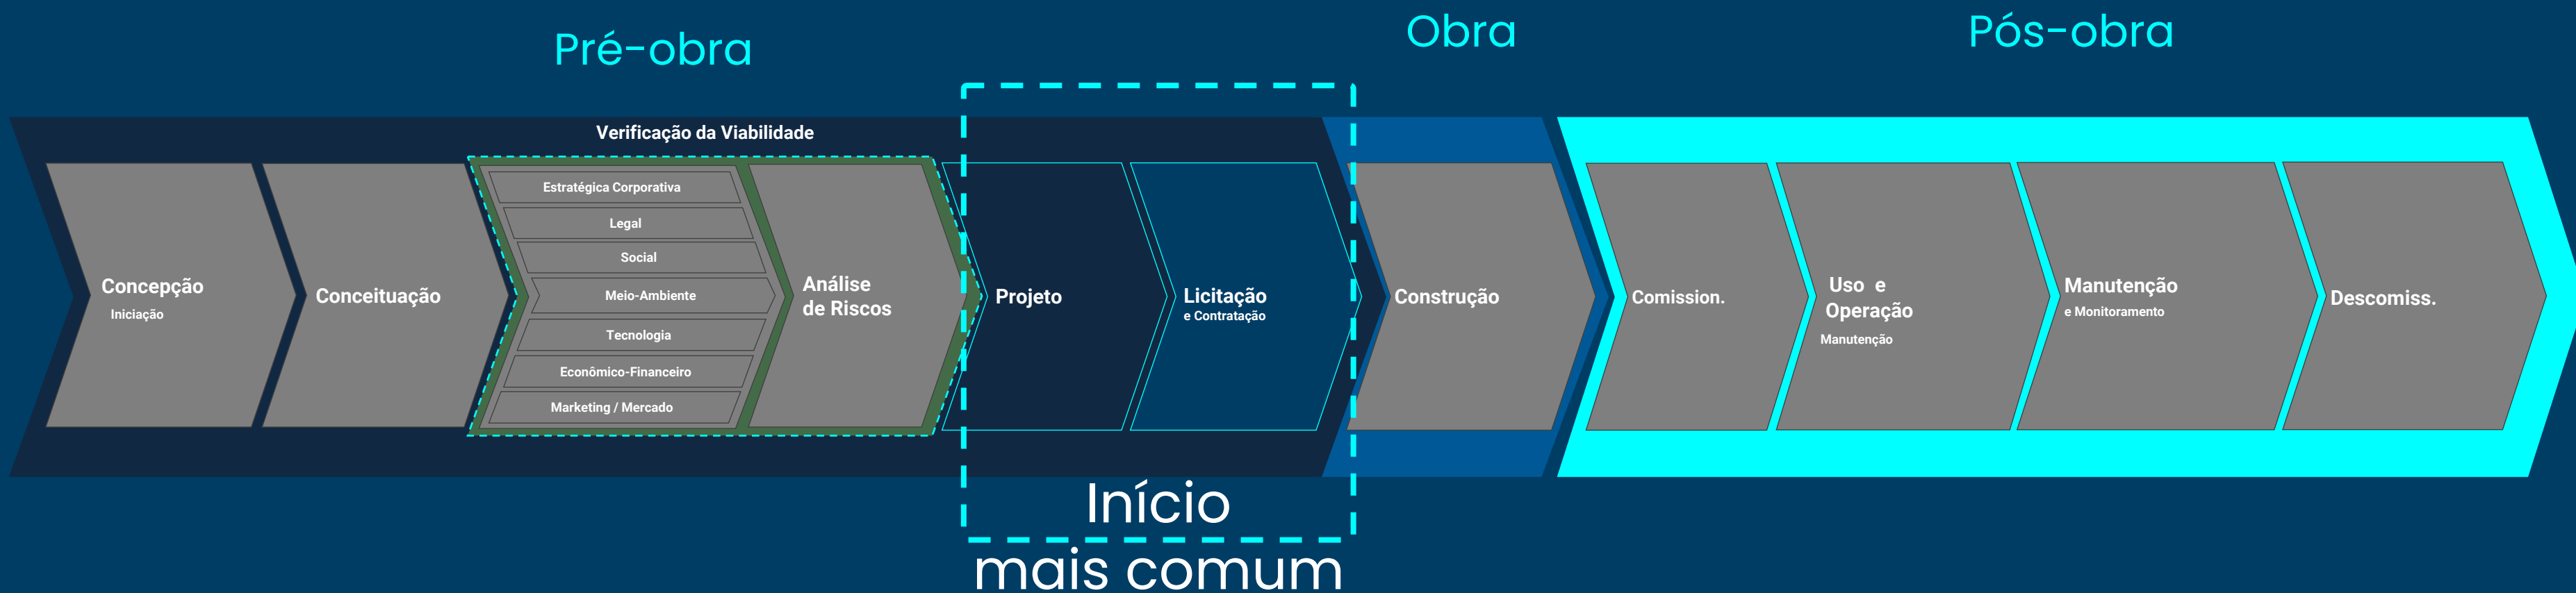 Pré-obra
Obra
Pós-obra
Verificação da Viabilidade
Concepção
Iniciação
Conceituação
Estratégica Corporativa
Legal
Social
Meio-Ambiente
Tecnologia
Econômico-Financeiro
Marketing / Mercado
Análise
de Riscos
Projeto
Licitação
e Contratação
Construção
Comission.
Uso e
Operação
Manutenção
Manutenção
e Monitoramento
Descomiss.
Início
mais comum